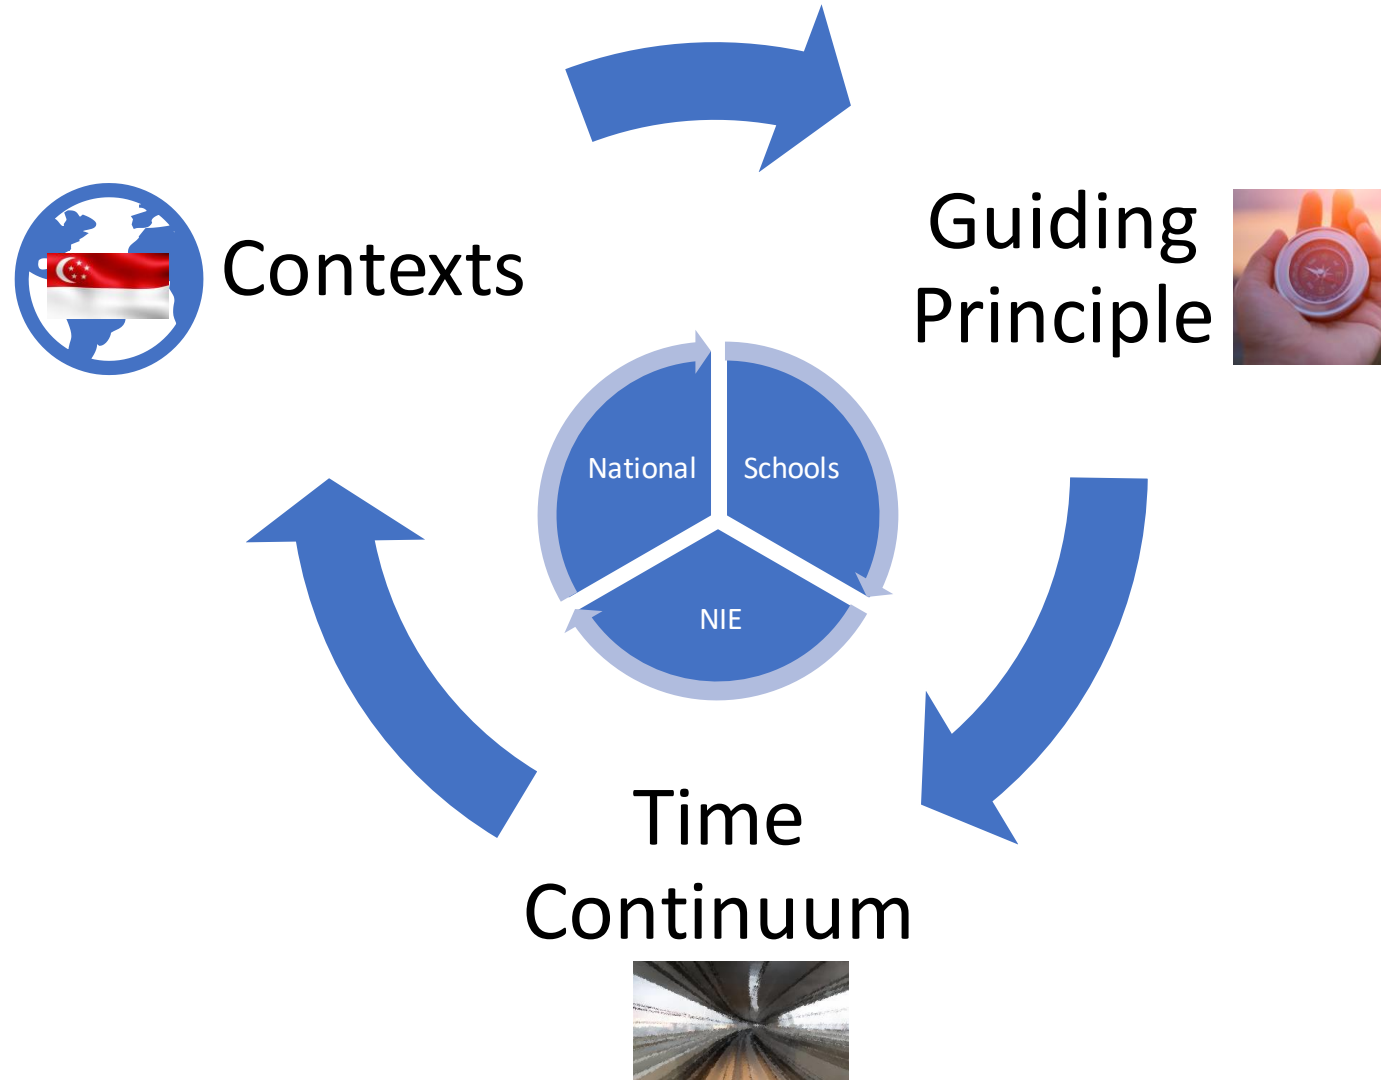 Contexts
Guiding
Principle
National
Schools
NIE
Time
Continuum